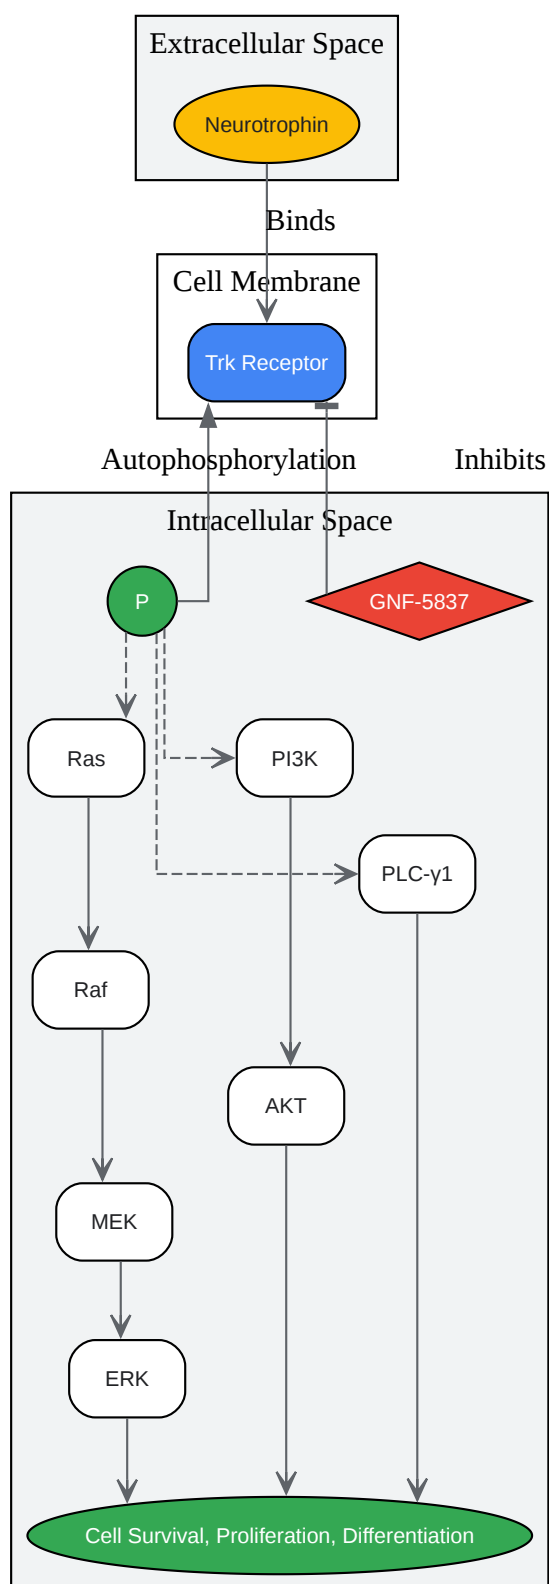 Extracellular Space
Neurotrophin
Binds
Cell Membrane
Trk Receptor
Autophosphorylation
Inhibits
Intracellular Space
P
GNF-5837
Ras
PI3K
PLC-γ1
Raf
AKT
MEK
ERK
Cell Survival, Proliferation, Differentiation